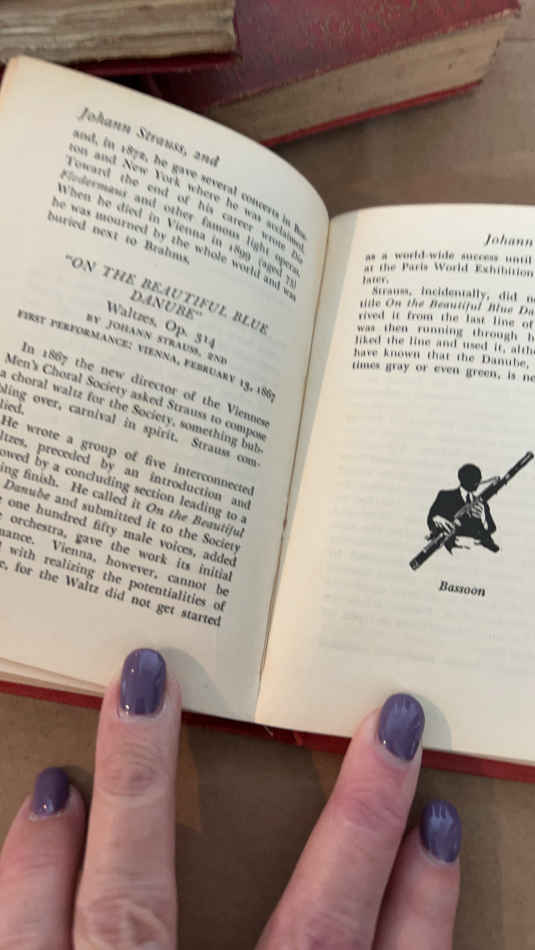 Johann Strauss, 2nd
and, in 1872, he gave several concerts in Bos-
ton and New York where he was acclaimed.
Toward the end of his career wrote Die
Fledermaus and other famous light operas.
When he died in Vienna in 1899 (aged 73)
he was mourned by the whole world and was
buried next to Brahms.
"ON THE BEAUTIFUL BLUE
DANUBE"
Waltzes, Op. 314
BY JOHANN STRAUSS, 2ND
FIRST PERFORMANCE: VIENNA, FEBRUARY 13, 1867
In 1867 the new director of the Viennese
Men's Choral Society asked Strauss to compose
a choral waltz for the Society, something bub-
bling over, carnival in spirit. Strauss com-
lied.
He wrote a group of five interconnected
ltzes, preceded by an introduction and
owed by a concluding section leading to a
ing finish. He called it On the Beautiful
Danube and submitted it to the Society
one hundred fifty male voices, added
orchestra, gave the work its initial
mance. Vienna, however, cannot be
with realizing the potentialities of
e, for the Waltz did not get started
Johann
as a world-wide success until
at the Paris World Exhibition
later.
Strauss, incidentally, did n
title On the Beautiful Blue Da
rived it from the last line of
was then running through h
liked the line and used it, alth
have known that the Danube,
times gray or even green, is ne
Bassoon